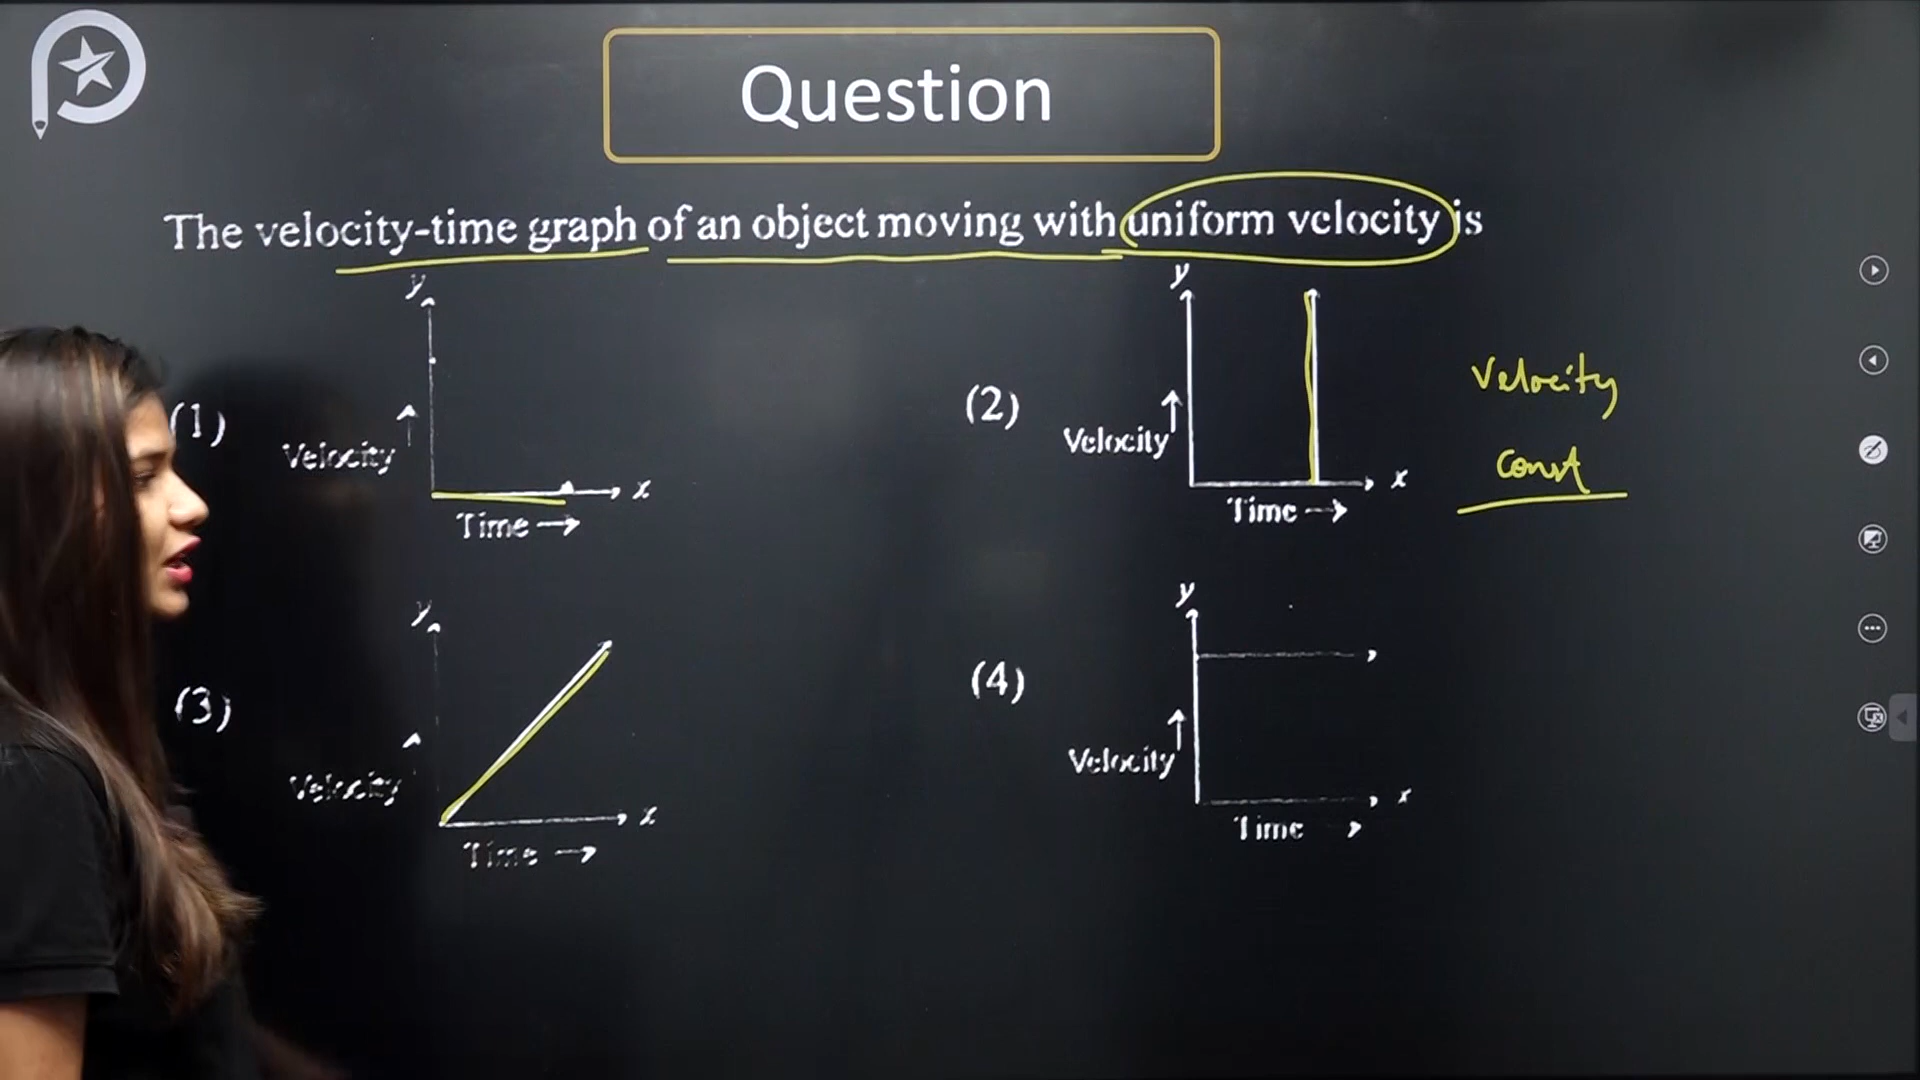 Question
The velocity-time graph of an object moving with uniform velocity is
(1)
y
Velocity
x
Time
(2)
y
Velocity
x
Time
Velocity
const
(3)
y
Velocity
x
Time
(4)
y
Velocity
x
Time